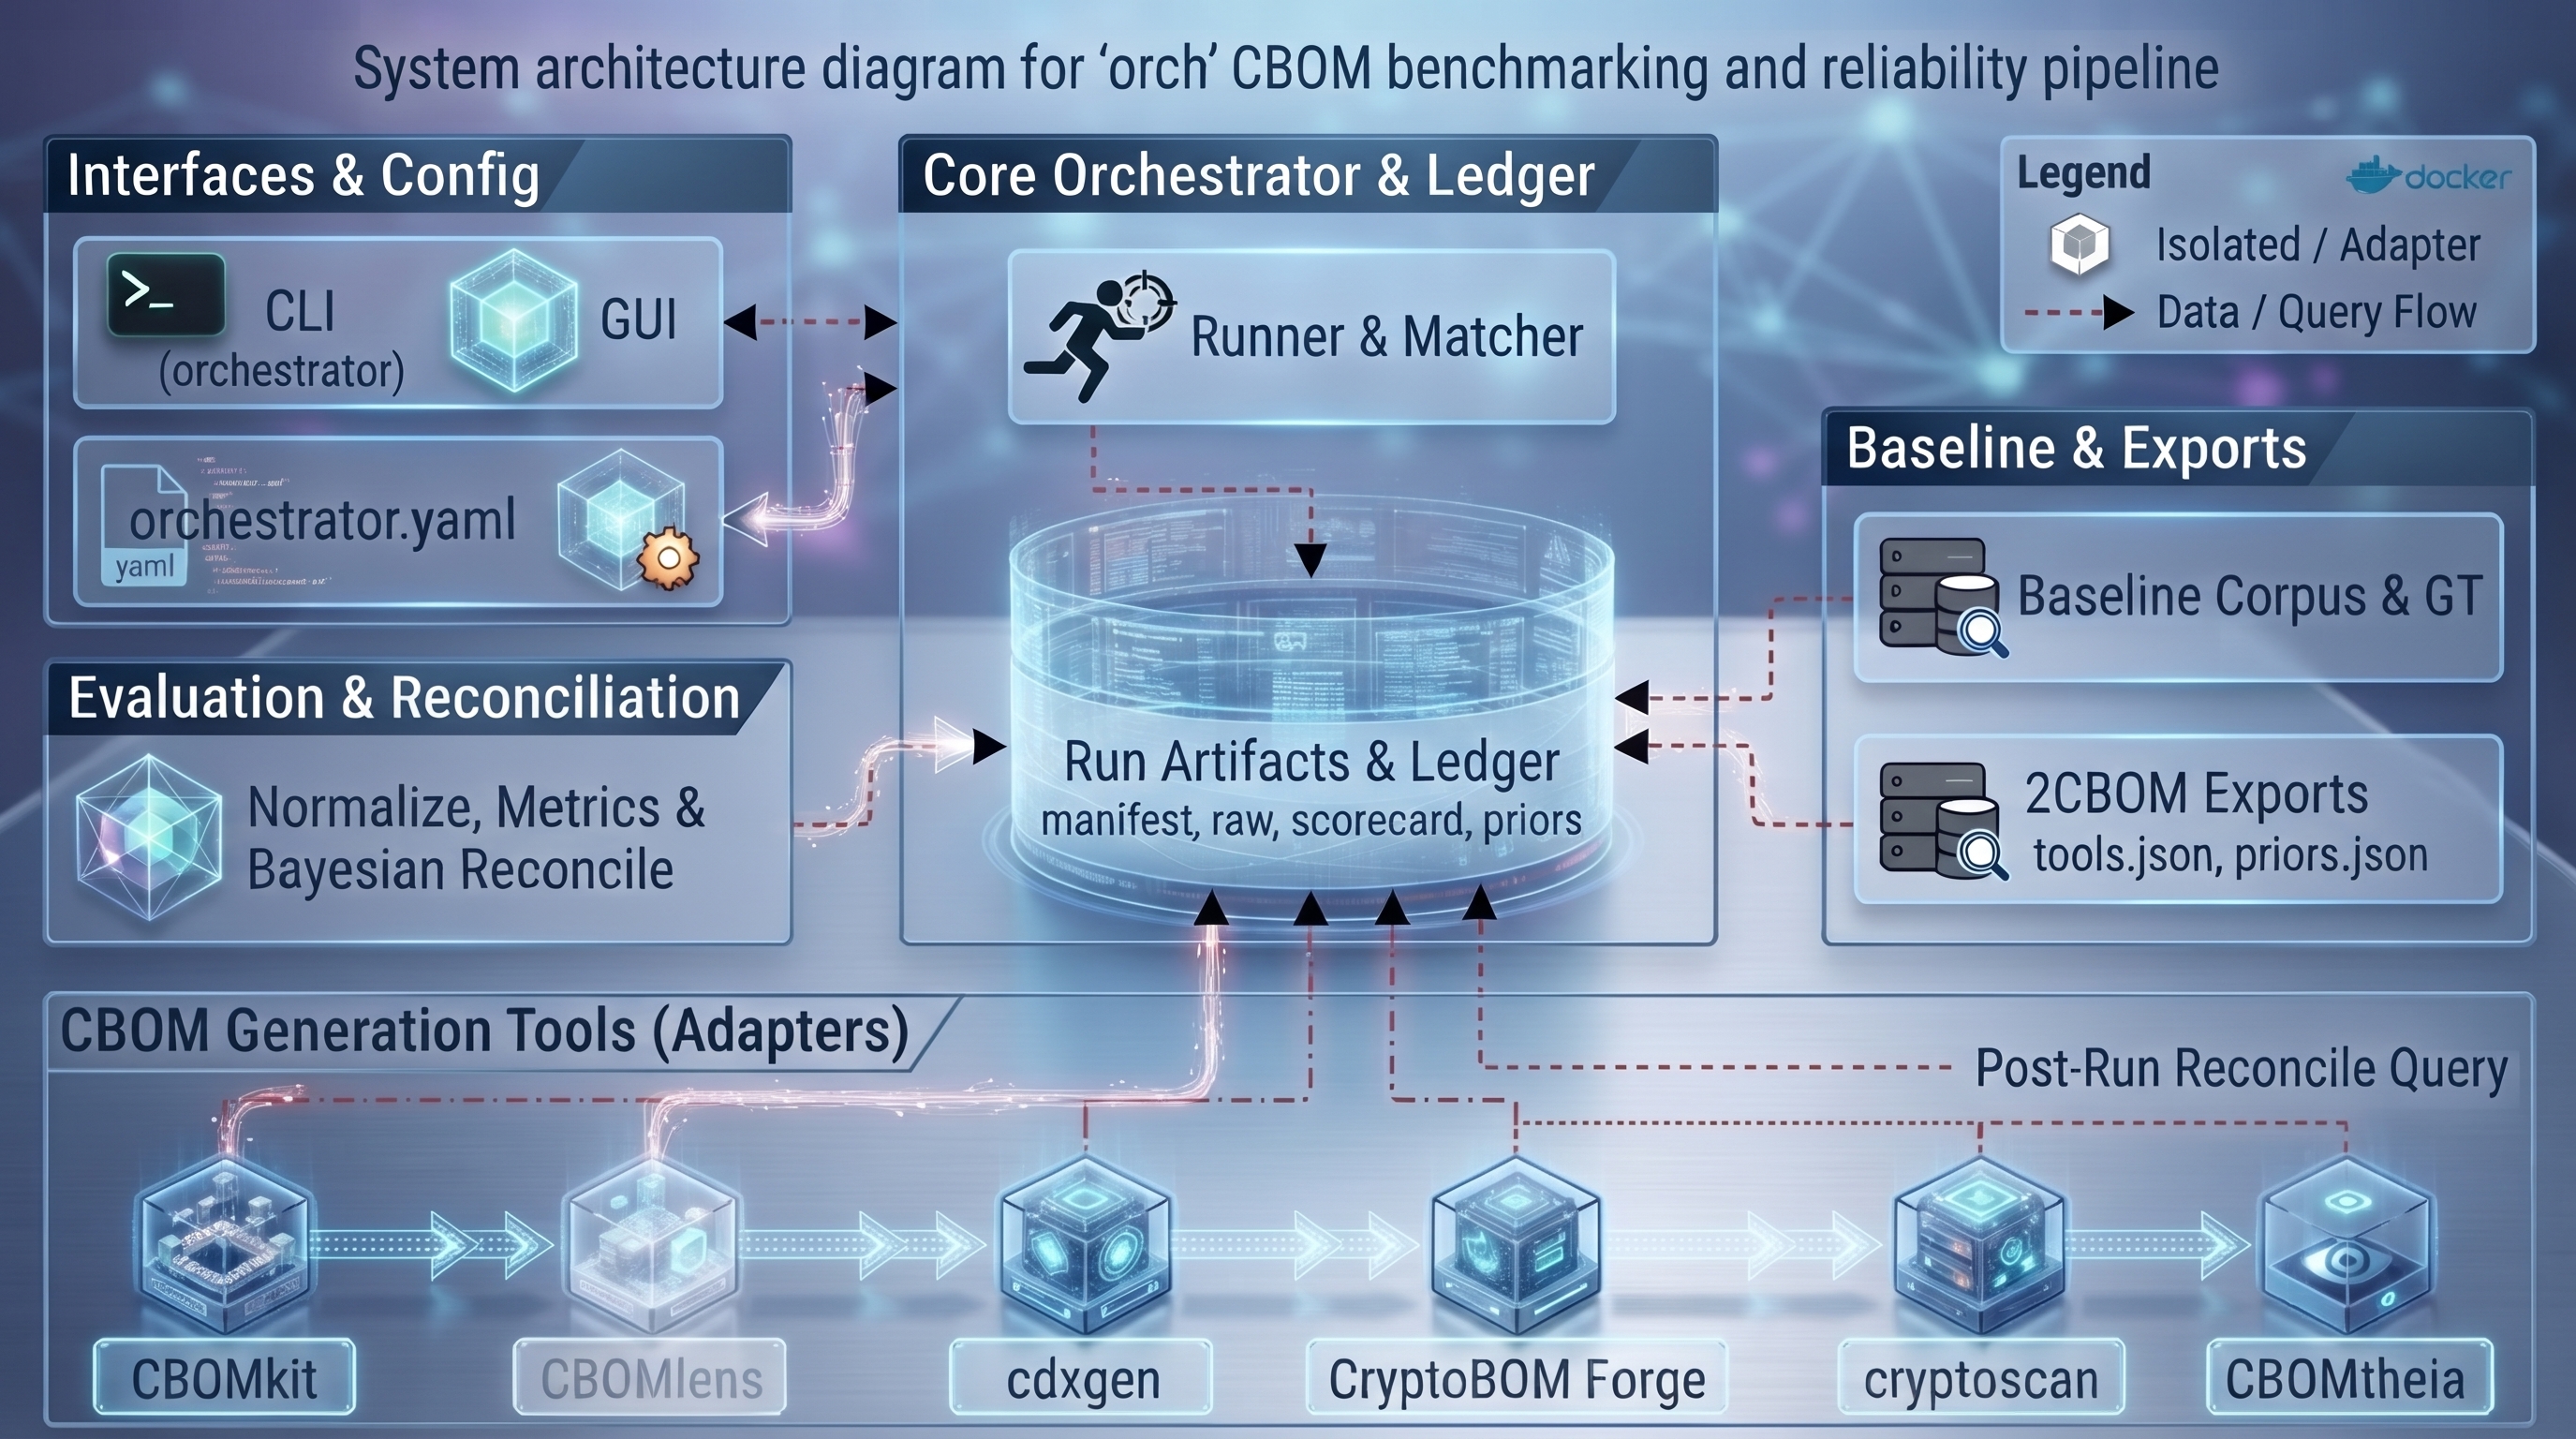 System architecture diagram for ‘orch’ CBOM benchmarking and reliability pipeline
Interfaces & Config
>_
CLI
(orchestrator)
GUI
orchestrator.yaml
yaml
Evaluation & Reconciliation
Normalize, Metrics &
Bayesian Reconcile
Core Orchestrator & Ledger
Runner & Matcher
Run Artifacts & Ledger
manifest, raw, scorecard, priors
Legend
docker
Isolated / Adapter
Data / Query Flow
Baseline & Exports
Baseline Corpus & GT
2CBOM Exports
tools.json, priors.json
CBOM Generation Tools (Adapters)
Post-Run Reconcile Query
CBOMkit
CBOMlens
cdxgen
CryptoBOM Forge
cryptoscan
CBOMtheia